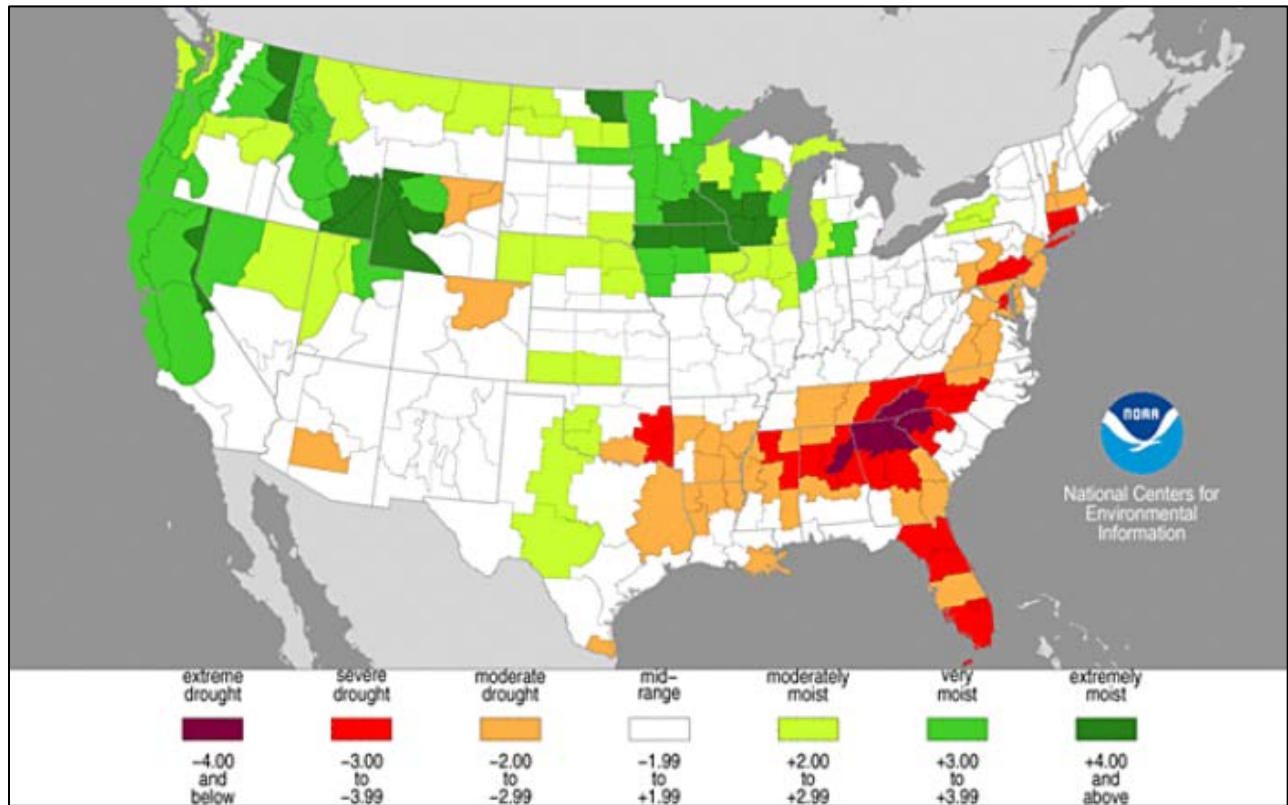 NOAA
National Centers for
Environmental
Information
extreme drought
severe drought
moderate drought
mid-range
moderately moist
very moist
extremely moist
−4.00 and below
−3.00 to −3.99
−2.00 to −2.99
−1.99 to +1.99
+2.00 to +2.99
+3.00 to +3.99
+4.00 and above